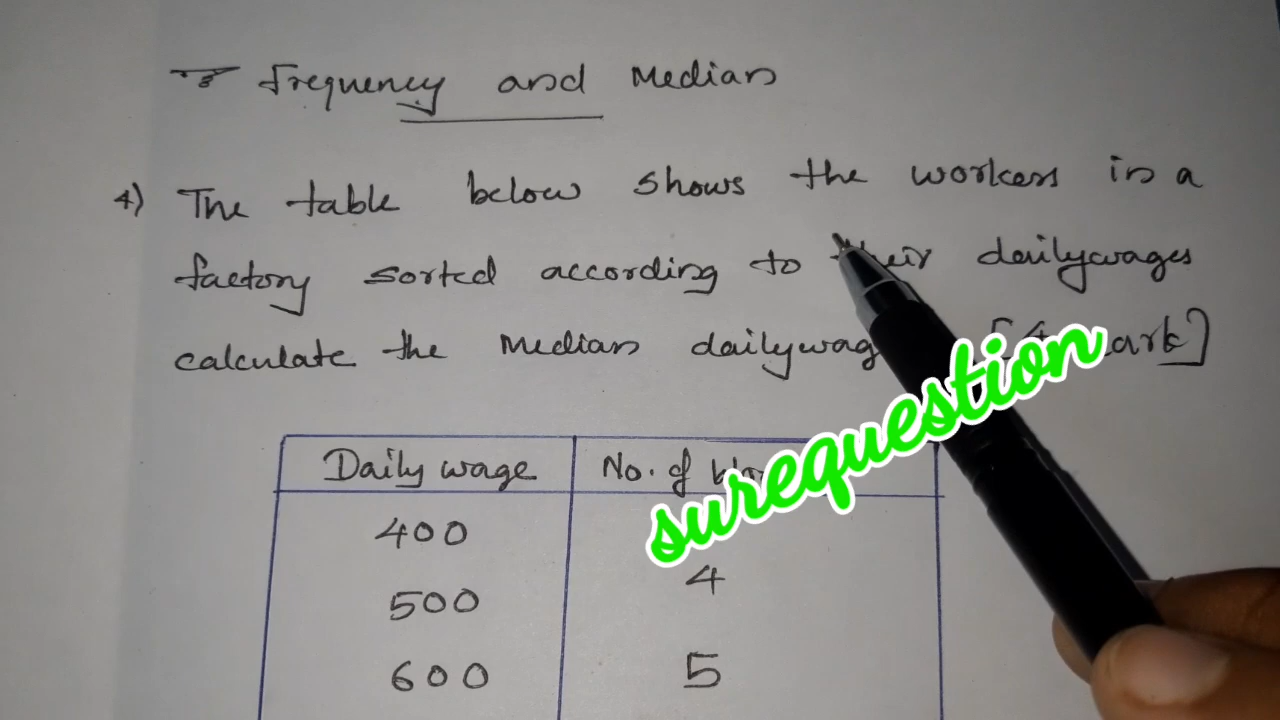 Frequency and Median
4) The table below shows the workers in a
factory sorted according to their dailywages
calculate the Median
surequestion
Daily wage No. of
400
500 4
600 5